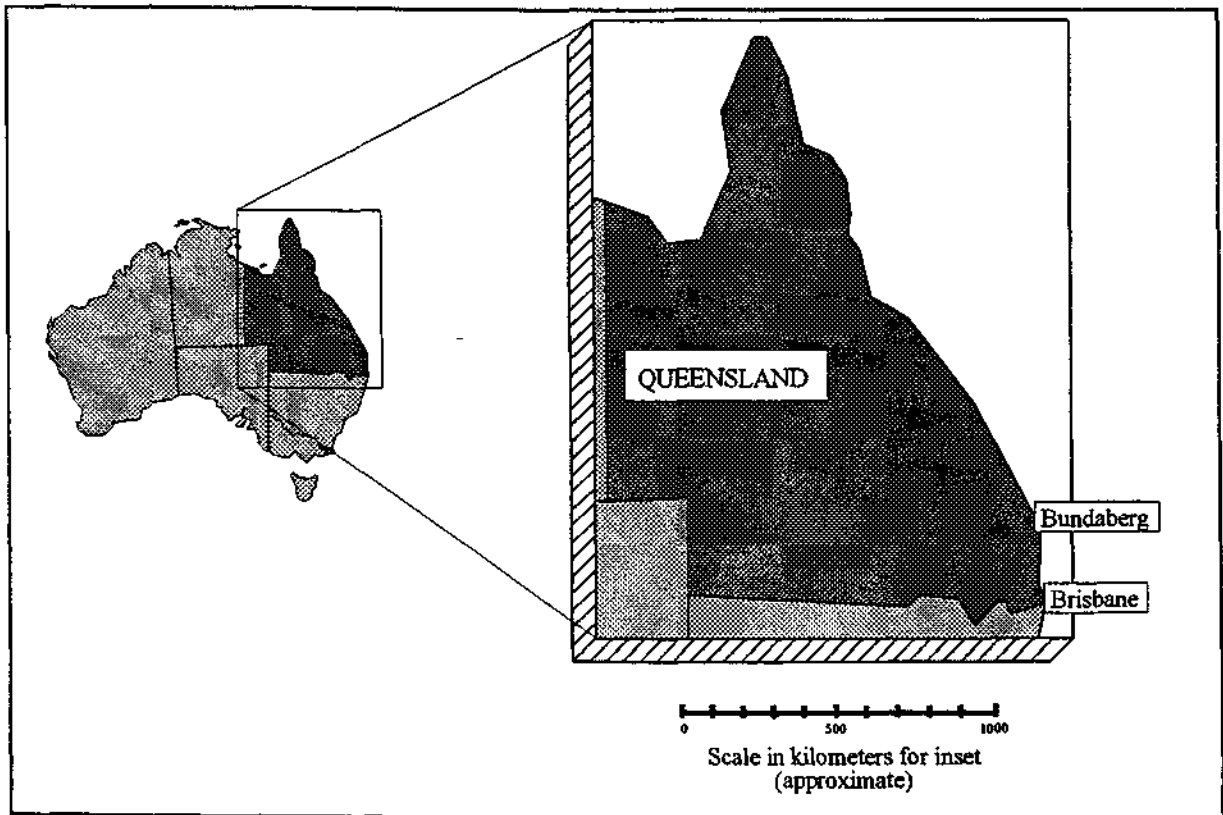 QUEENSLAND
Bundaberg
Brisbane
0 500 1000
Scale in kilometers for inset
(approximate)